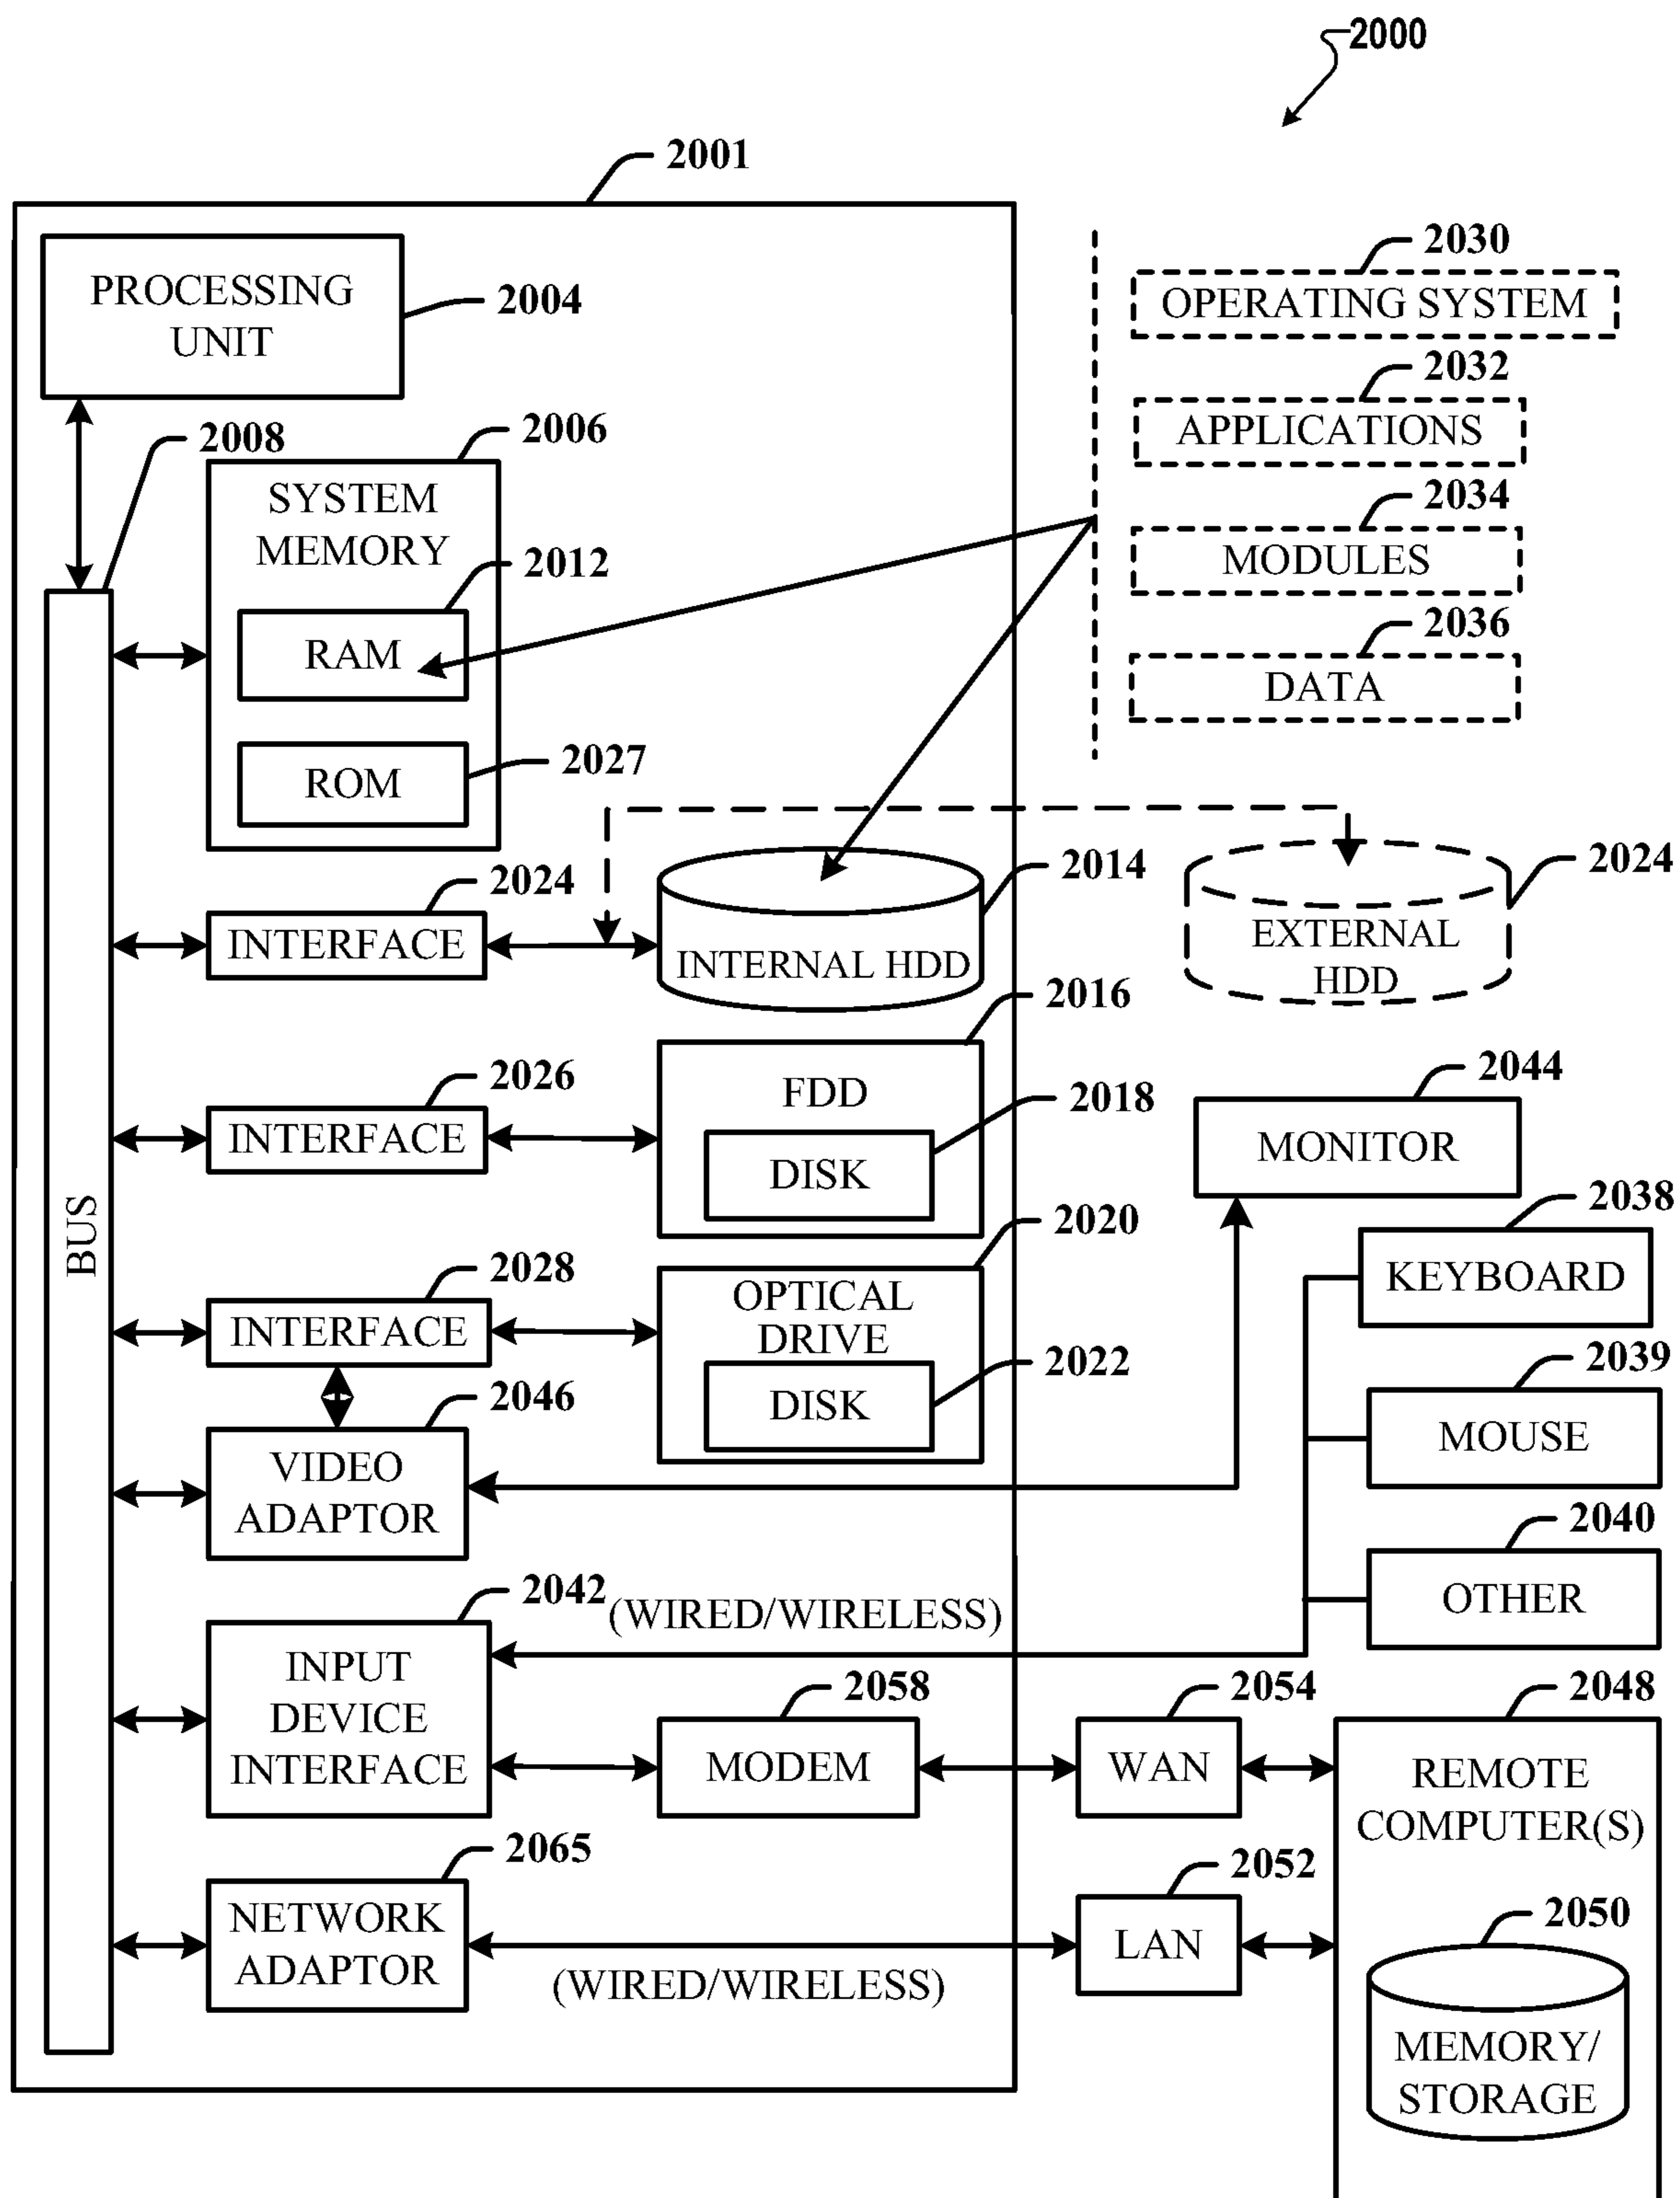 2000
2001
PROCESSING
UNIT
2004
2030
OPERATING SYSTEM
2032
APPLICATIONS
2034
MODULES
2036
DATA
2008
2006
SYSTEM
MEMORY
2012
RAM
2027
ROM
BUS
2024
INTERFACE
2014
INTERNAL HDD
2024
EXTERNAL
HDD
2026
INTERFACE
2016
FDD
2018
DISK
2044
MONITOR
2038
KEYBOARD
2028
INTERFACE
2020
OPTICAL
DRIVE
2022
DISK
2039
MOUSE
2046
VIDEO
ADAPTOR
2040
OTHER
2042
(WIRED/WIRELESS)
INPUT
DEVICE
INTERFACE
2058
MODEM
2054
WAN
2048
REMOTE
COMPUTER(S)
2065
NETWORK
ADAPTOR
(WIRED/WIRELESS)
2052
LAN
2050
MEMORY/
STORAGE